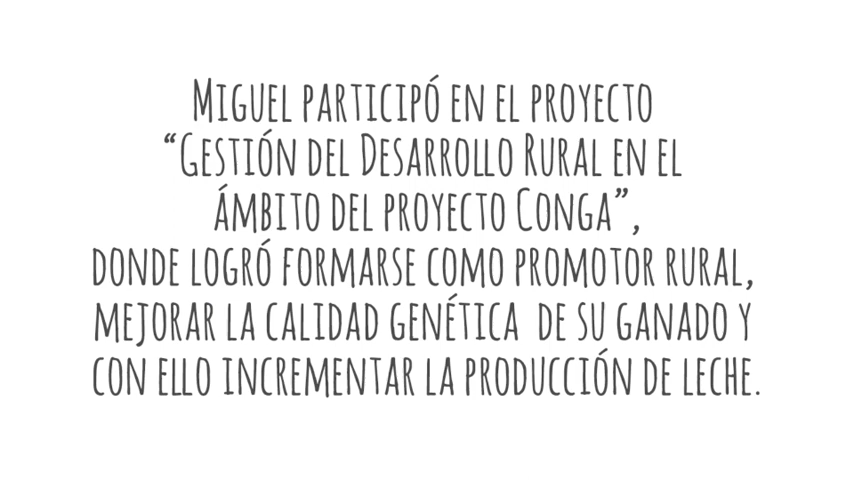 Miguel participó en el proyecto
“Gestión del Desarrollo Rural en el
ámbito del proyecto Conga”,
donde logró formarse como promotor rural,
mejorar la calidad genética de su ganado y
con ello incrementar la producción de leche.